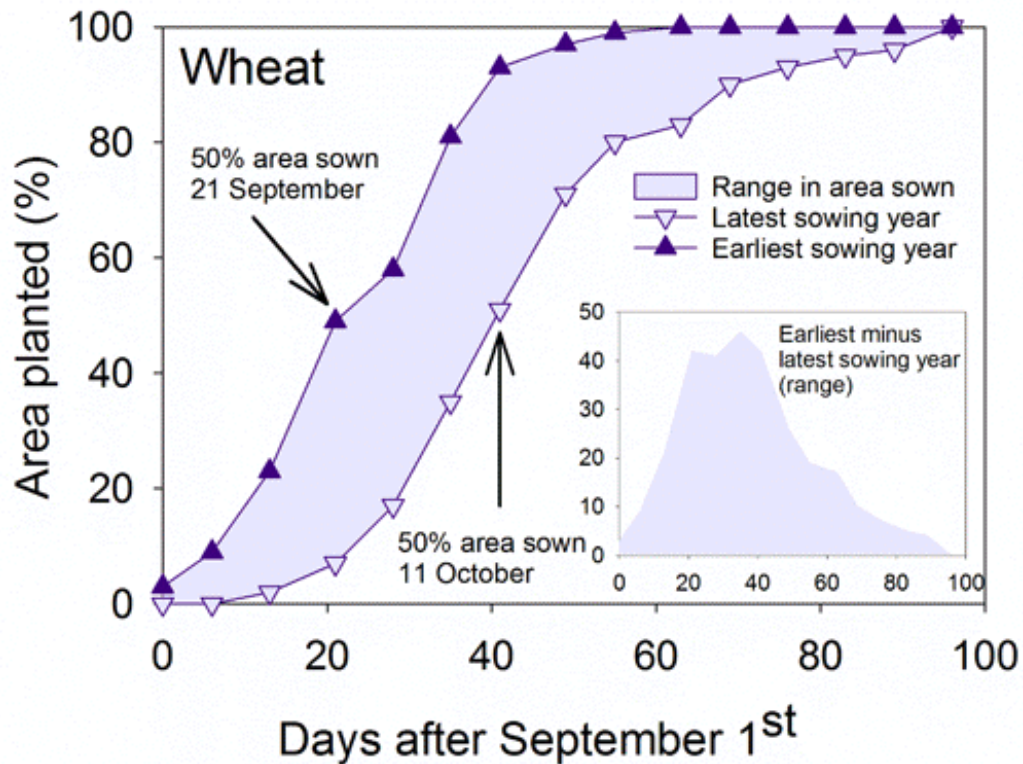 Wheat
Area planted (%)
100
80
60
40
20
0
50% area sown
21 September
Range in area sown
Latest sowing year
Earliest sowing year
50% area sown
11 October
50
40
30
20
10
0
Earliest minus
latest sowing year
(range)
0 20 40 60 80 100
0 20 40 60 80 100
Days after September 1st